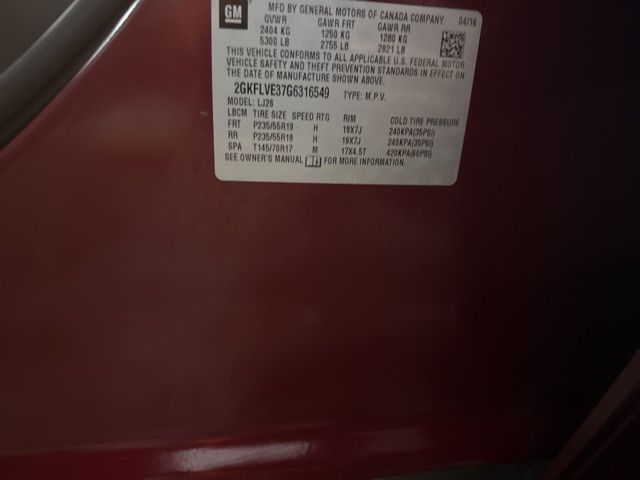 GM
MFD BY GENERAL MOTORS OF CANADA COMPANY 04/16
GVWR GAWR FRT GAWR RR
2404 KG 1250 KG 1280 KG
5300 LB 2755 LB 2821 LB
THIS VEHICLE CONFORMS TO ALL APPLICABLE U.S. FEDERAL MOTOR
VEHICLE SAFETY AND THEFT PREVENTION STANDARDS IN EFFECT ON
THE DATE OF MANUFACTURE SHOWN ABOVE.
2GKFLVE37G6316549 TYPE: M.P.V.
MODEL: LJ26
LBCM TIRE SIZE SPEED RTG RIM COLD TIRE PRESSURE
FRT P235/55R19 H 19X7J 240KPA(35PSI)
RR P235/55R19 H 19X7J 240KPA(35PSI)
SPA T145/70R17 M 17X4.5T 420KPA(60PSI)
SEE OWNER'S MANUAL FOR MORE INFORMATION.